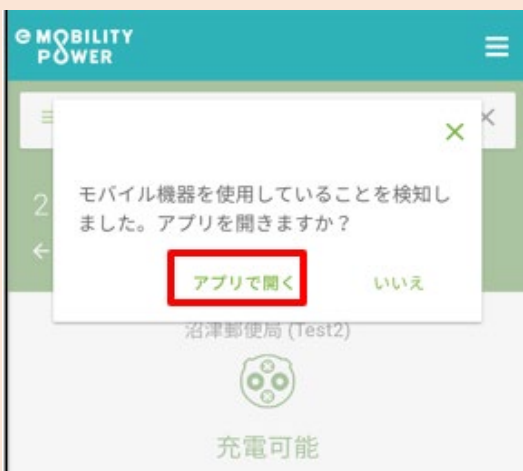 e MOBILITY
POWER
2
モバイル機器を使用していることを検知し
ました。アプリを開きますか？
アプリで開く いいえ
沼津郵便局 (Test2)
充電可能